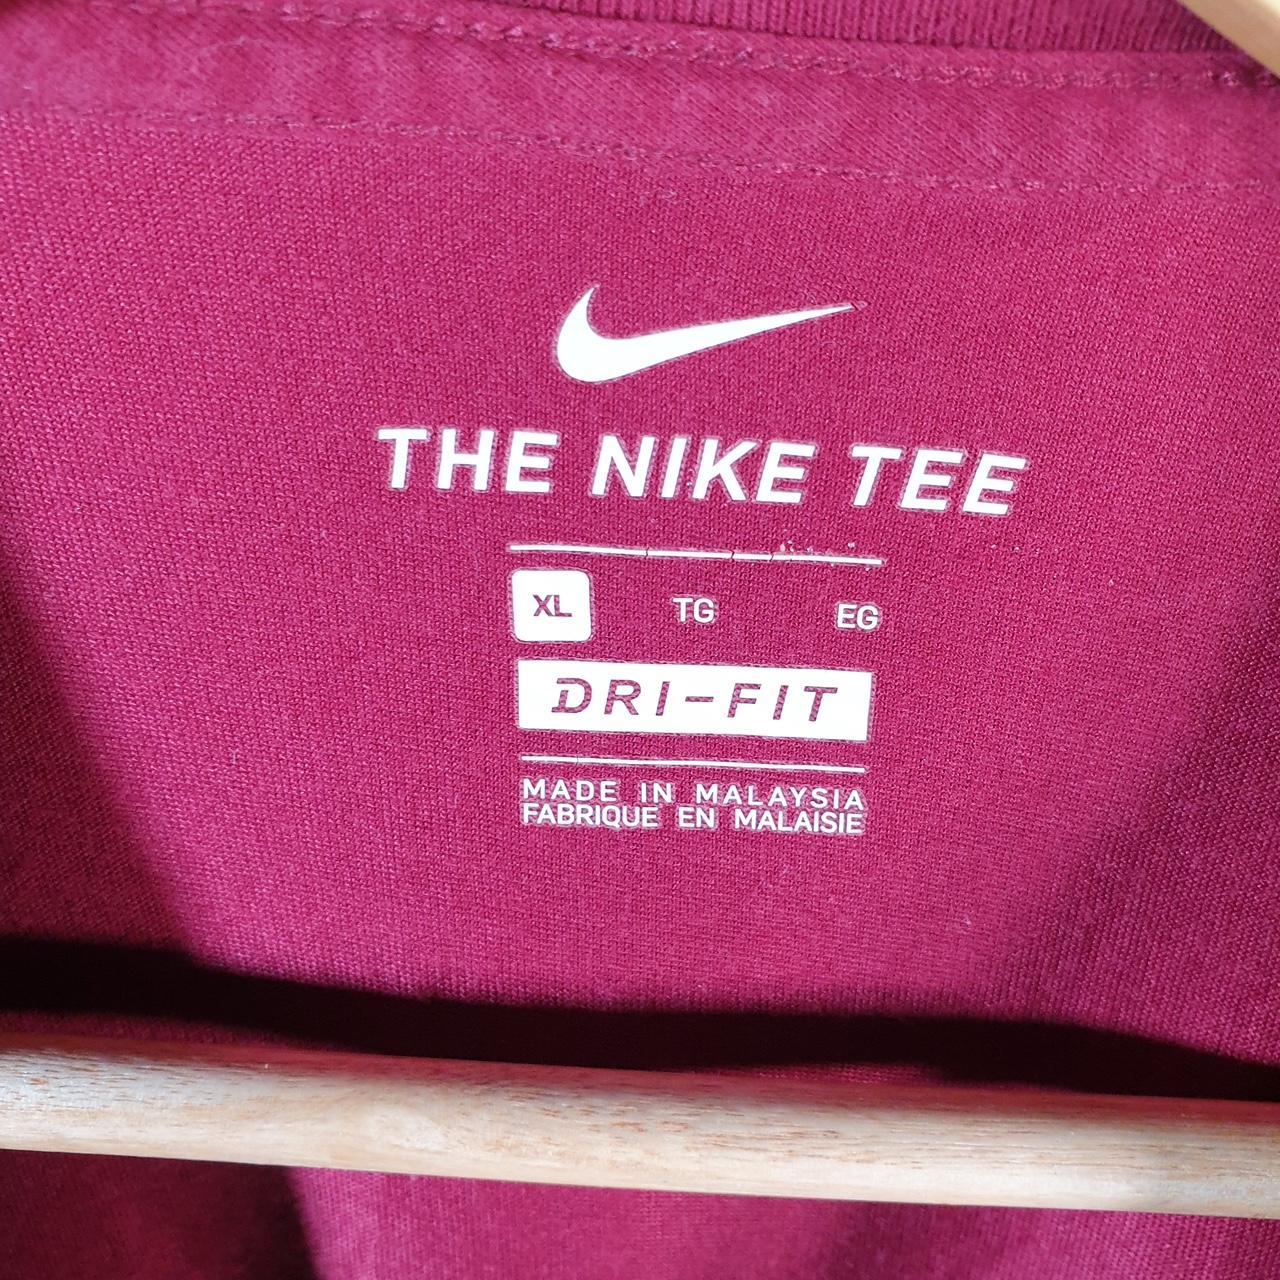 THE NIKE TEE
XL TG EG
DRI-FIT
MADE IN MALAYSIA
FABRIQUE EN MALAISIE